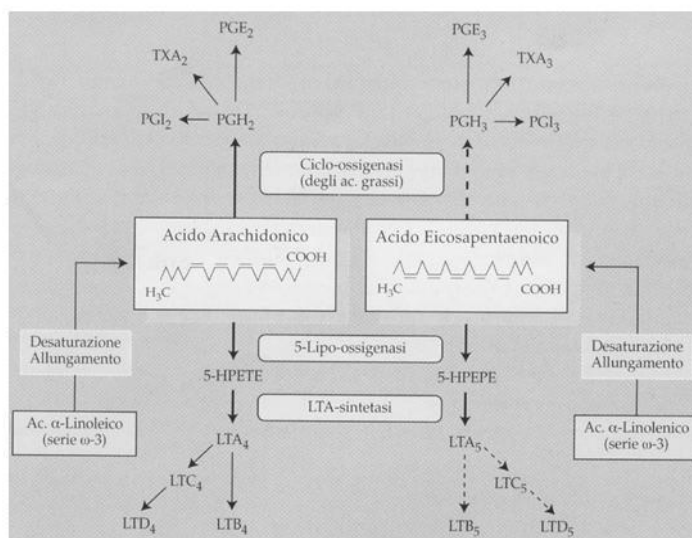 PGE₂
PGE₃
TXA₂
TXA₃
PGI₂
PGH₂
PGH₃
PGI₃
Ciclo-ossigenasi
(degli ac. grassi)
Acido Arachidonico
COOH
H₃C
Acido Eicosapentaenoico
H₃C
COOH
Desaturazione
Allungamento
5-Lipo-ossigenasi
Desaturazione
Allungamento
5-HPETE
5-HPEPE
LTA-sintetasi
Ac. α-Linoleico
(serie ω-3)
Ac. α-Linolenico
(serie ω-3)
LTA₄
LTA₅
LTC₄
LTC₅
LTD₄
LTB₄
LTB₅
LTD₅